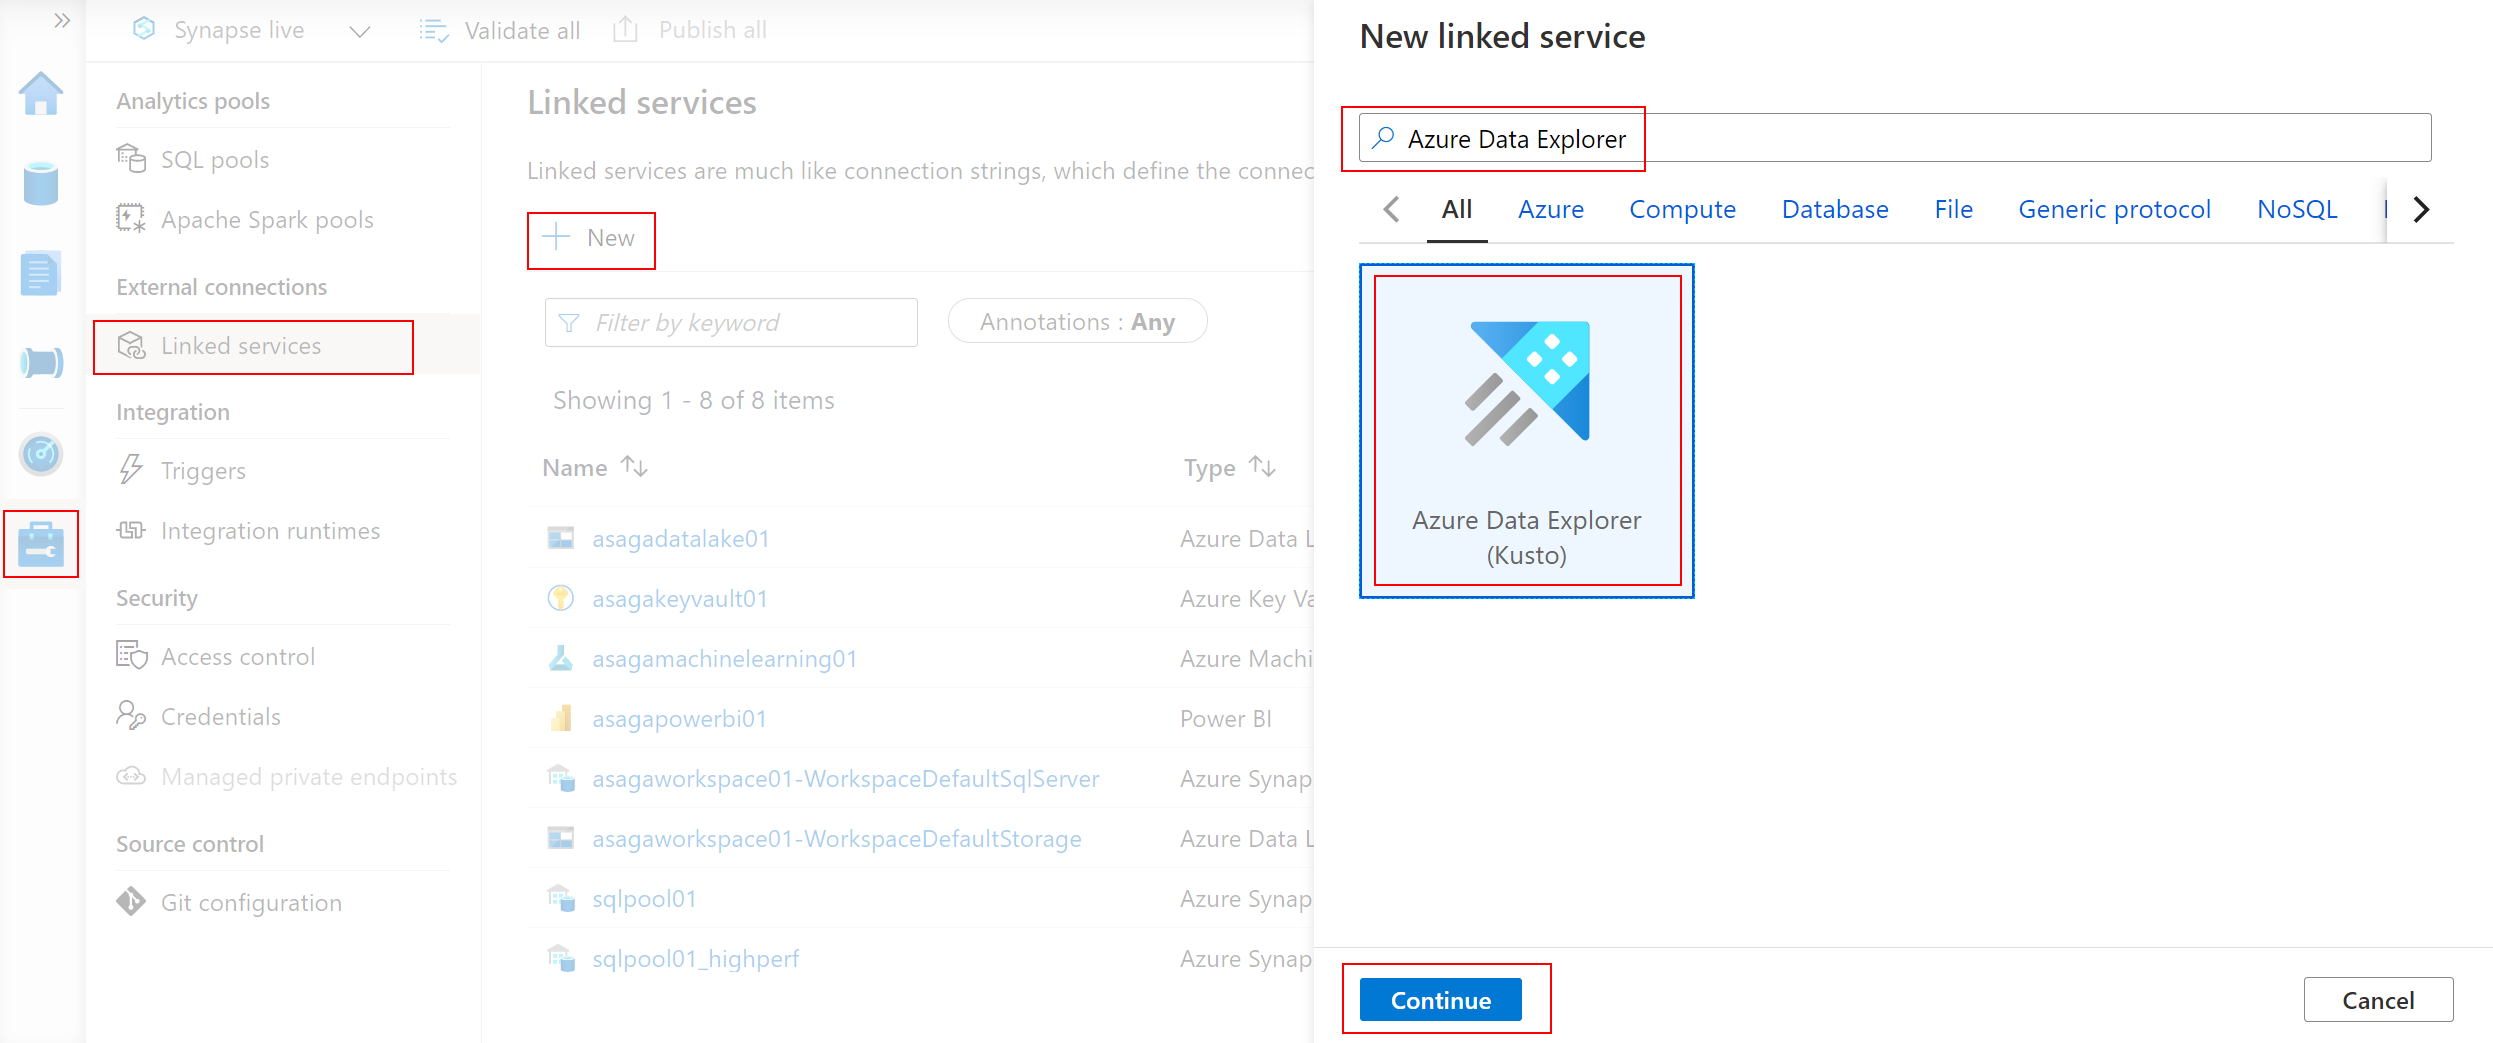 Synapse live
Validate all
Publish all
Analytics pools
SQL pools
Apache Spark pools
External connections
Linked services
Integration
Triggers
Integration runtimes
Security
Access control
Credentials
Managed private endpoints
Source control
Git configuration
Linked services
Linked services are much like connection strings, which define the connec
New
Filter by keyword
Annotations : Any
Showing 1 - 8 of 8 items
Name Type
asagadatalake01 Azure Data L
asagakeyvault01 Azure Key Va
asagamachinelearning01 Azure Machi
asagapowerbi01 Power BI
asagaworkspace01-WorkspaceDefaultSqlServer Azure Synap
asagaworkspace01-WorkspaceDefaultStorage Azure Data L
sqlpool01 Azure Synap
sqlpool01_highperf Azure Synap
New linked service
Azure Data Explorer
All Azure Compute Database File Generic protocol NoSQL
Azure Data Explorer
(Kusto)
Continue
Cancel